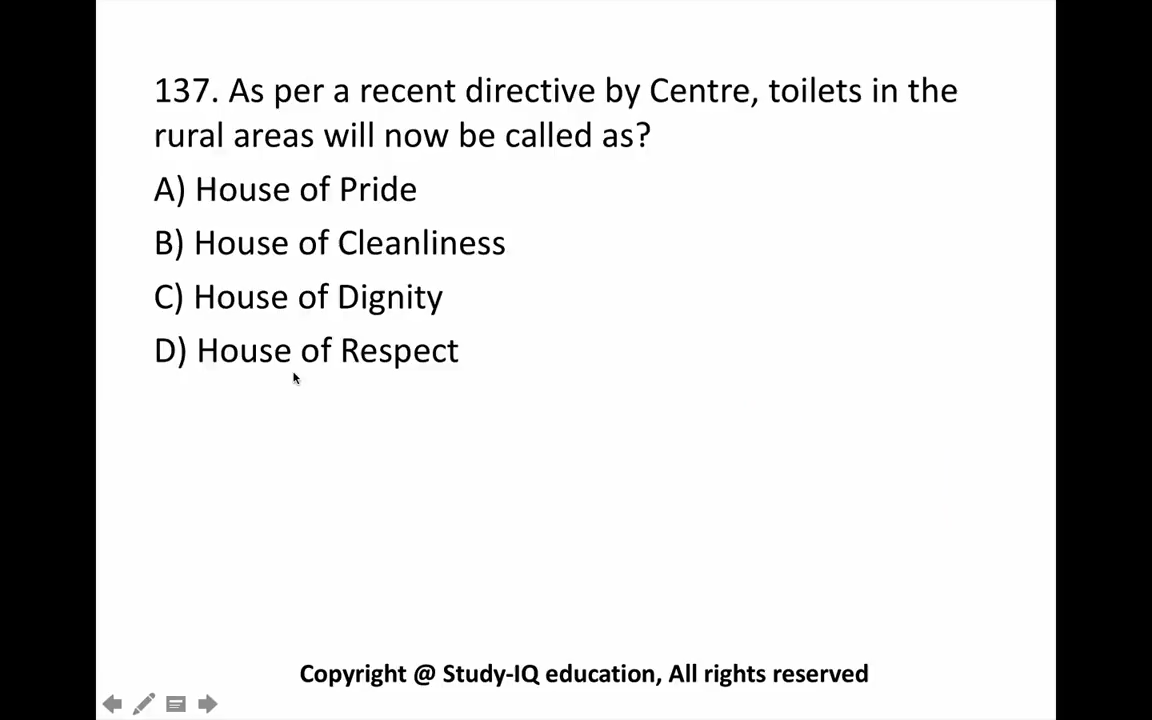 137. As per a recent directive by Centre, toilets in the
rural areas will now be called as?
A) House of Pride
B) House of Cleanliness
C) House of Dignity
D) House of Respect
Copyright @ Study-IQ education, All rights reserved